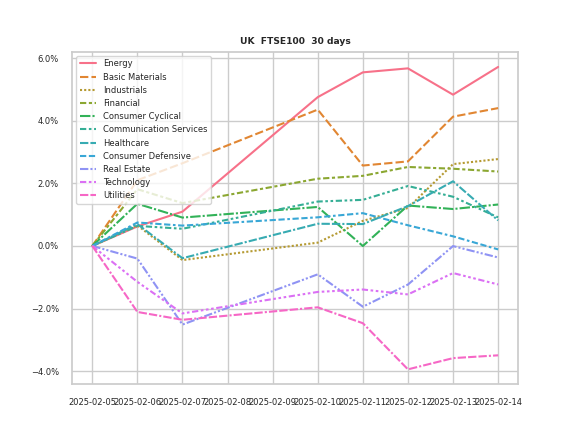 UK FTSE100 30 days
6.0%
4.0%
2.0%
0.0%
−2.0%
−4.0%
Energy
Basic Materials
Industrials
Financial
Consumer Cyclical
Communication Services
Healthcare
Consumer Defensive
Real Estate
Technology
Utilities
2025-02-05 2025-02-06 2025-02-07 2025-02-08 2025-02-09 2025-02-10 2025-02-11 2025-02-12 2025-02-13 2025-02-14